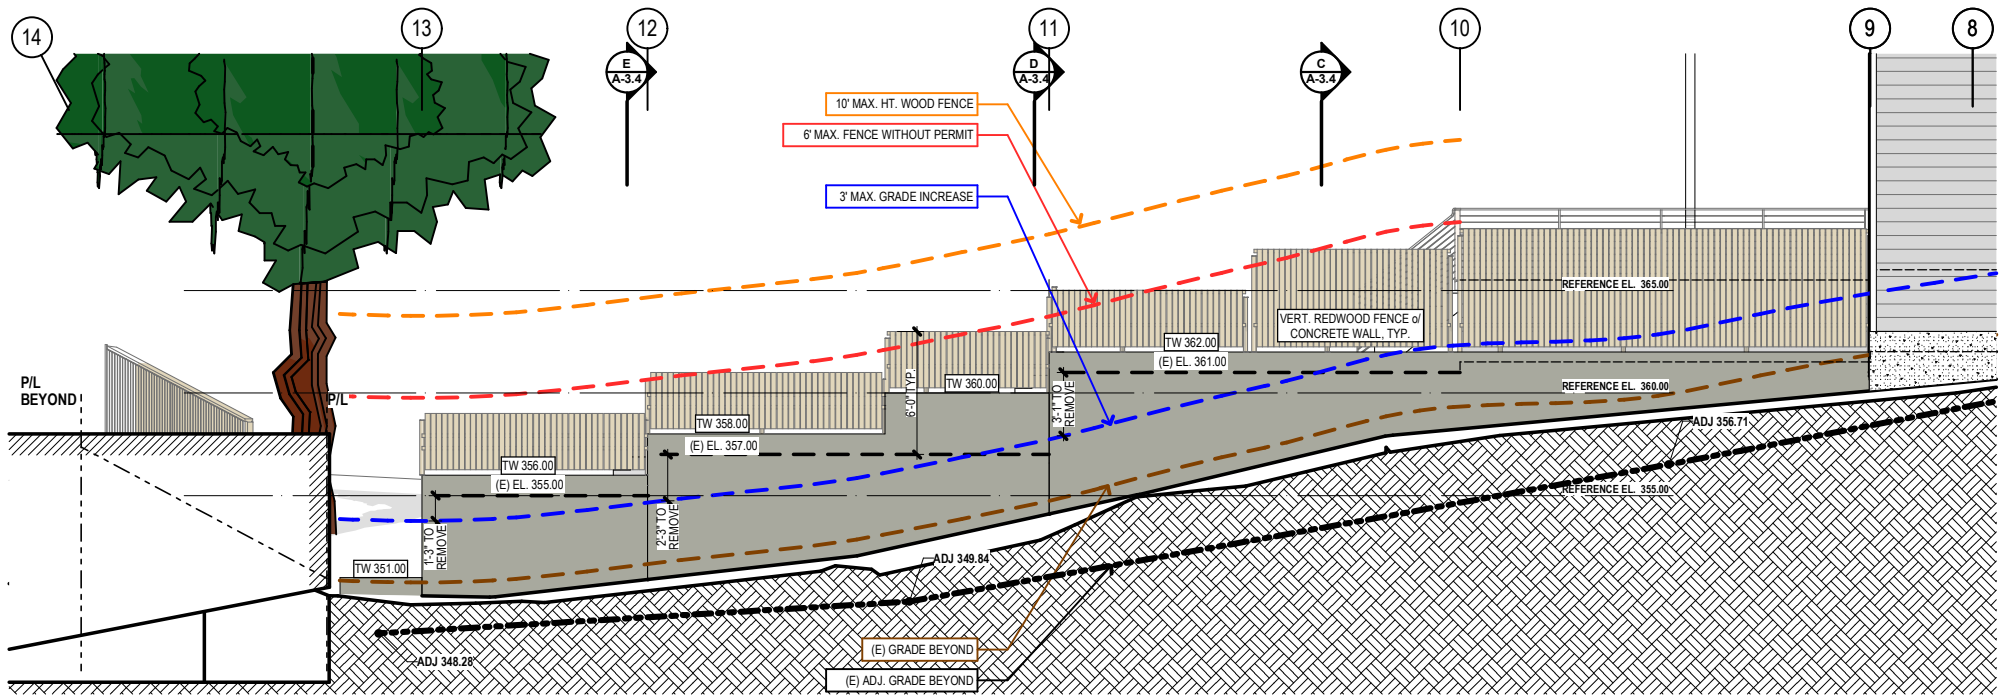 14
13
12
11
10
9
8
E
A-3.4
D
A-3.4
C
A-3.4
10' MAX. HT. WOOD FENCE
6' MAX. FENCE WITHOUT PERMIT
3' MAX. GRADE INCREASE
REFERENCE EL. 365.00
VERT. REDWOOD FENCE o/
CONCRETE WALL, TYP.
TW 362.00
(E) EL. 361.00
P/L
BEYOND
P/L
TW 360.00
6'-0" TYP.
3'-1" TO
REMOVE
REFERENCE EL. 360.00
TW 358.00
(E) EL. 357.00
ADJ 356.71
TW 356.00
(E) EL. 355.00
REFERENCE EL. 355.00
1'-3" TO
REMOVE
2'-3" TO
REMOVE
TW 351.00
ADJ 349.84
ADJ 348.28
(E) GRADE BEYOND
(E) ADJ. GRADE BEYOND